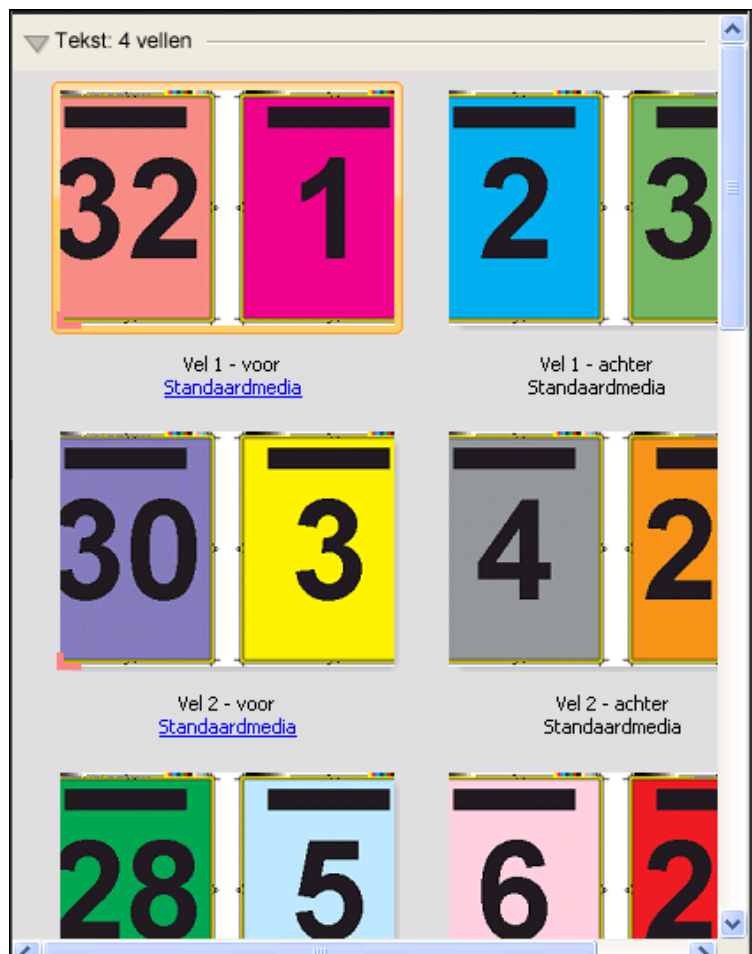 Tekst: 4 vellen
32 1 2 3
Vel 1 - voor
Standaardmedia
Vel 1 - achter
Standaardmedia
30 3 4 2
Vel 2 - voor
Standaardmedia
Vel 2 - achter
Standaardmedia
28 5 6 2